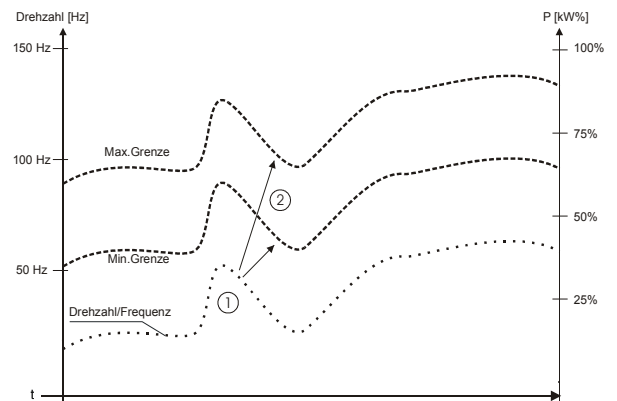 Drehzahl [Hz]
P [kW%]
150 Hz
100%
Max.Grenze
75%
100 Hz
2
50%
Min.Grenze
50 Hz
1
25%
Drehzahl/Frequenz
t